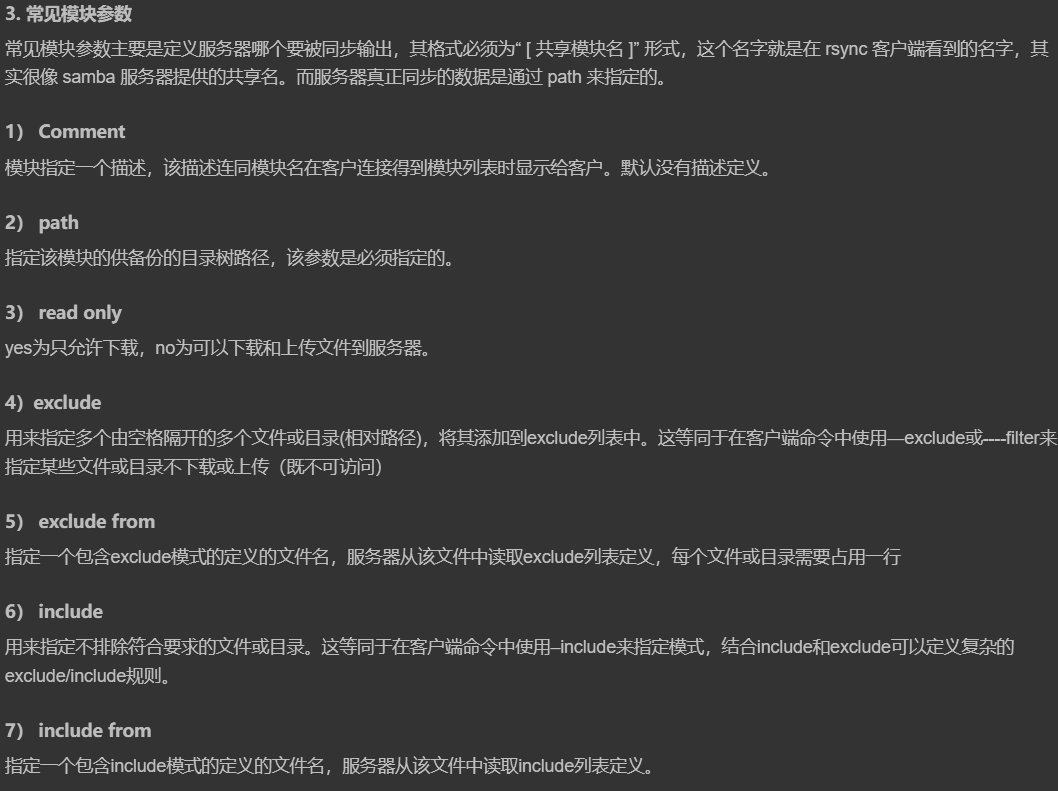 3. 常见模块参数
常见模块参数主要是定义服务器哪个要被同步输出，其格式必须为“ [ 共享模块名 ]” 形式，这个名字就是在 rsync 客户端看到的名字，其
实很像 samba 服务器提供的共享名。而服务器真正同步的数据是通过 path 来指定的。
1） Comment
模块指定一个描述，该描述连同模块名在客户连接得到模块列表时显示给客户。默认没有描述定义。
2） path
指定该模块的供备份的目录树路径，该参数是必须指定的。
3） read only
yes为只允许下载，no为可以下载和上传文件到服务器。
4）exclude
用来指定多个由空格隔开的多个文件或目录(相对路径)，将其添加到exclude列表中。这等同于在客户端命令中使用—exclude或----filter来
指定某些文件或目录不下载或上传（既不可访问）
5） exclude from
指定一个包含exclude模式的定义的文件名，服务器从该文件中读取exclude列表定义，每个文件或目录需要占用一行
6） include
用来指定不排除符合要求的文件或目录。这等同于在客户端命令中使用–include来指定模式，结合include和exclude可以定义复杂的
exclude/include规则。
7） include from
指定一个包含include模式的定义的文件名，服务器从该文件中读取include列表定义。